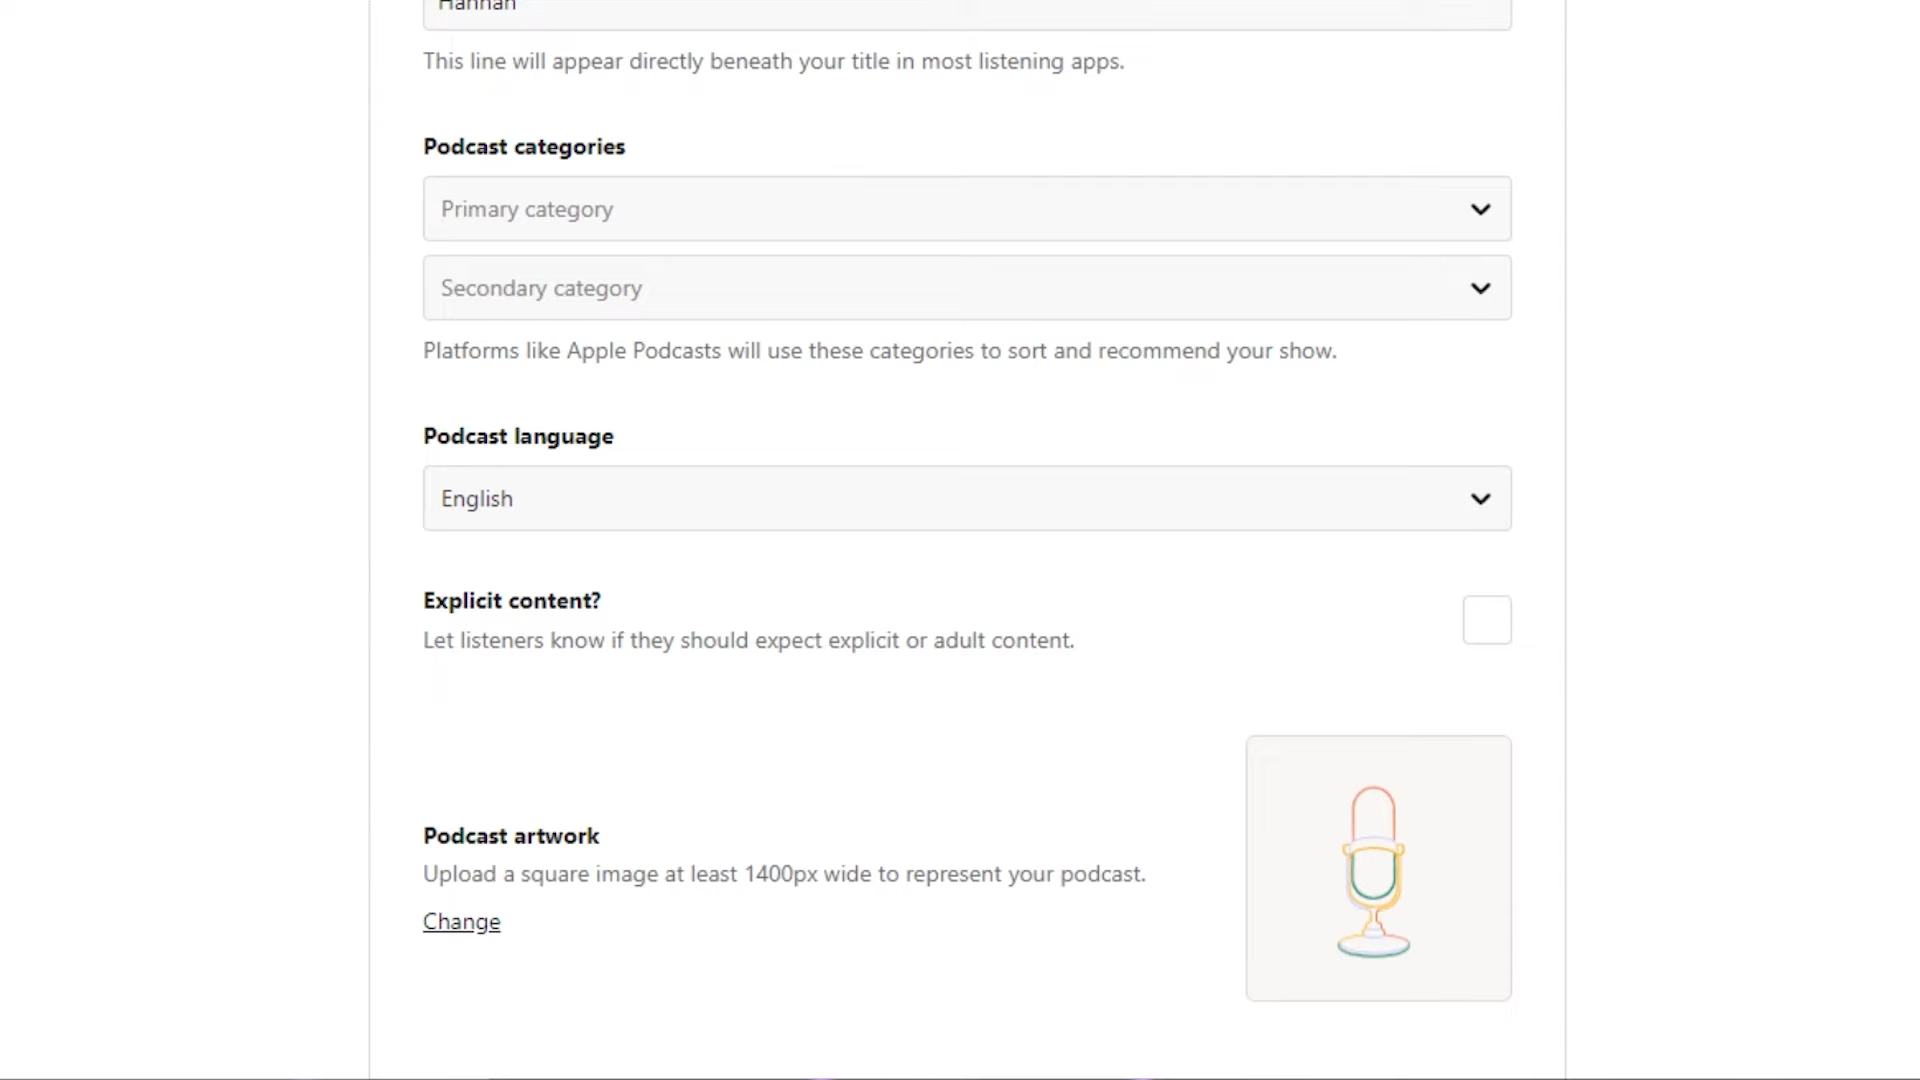 Hannah
This line will appear directly beneath your title in most listening apps.
Podcast categories
Primary category
Secondary category
Platforms like Apple Podcasts will use these categories to sort and recommend your show.
Podcast language
English
Explicit content?
Let listeners know if they should expect explicit or adult content.
Podcast artwork
Upload a square image at least 1400px wide to represent your podcast.
Change